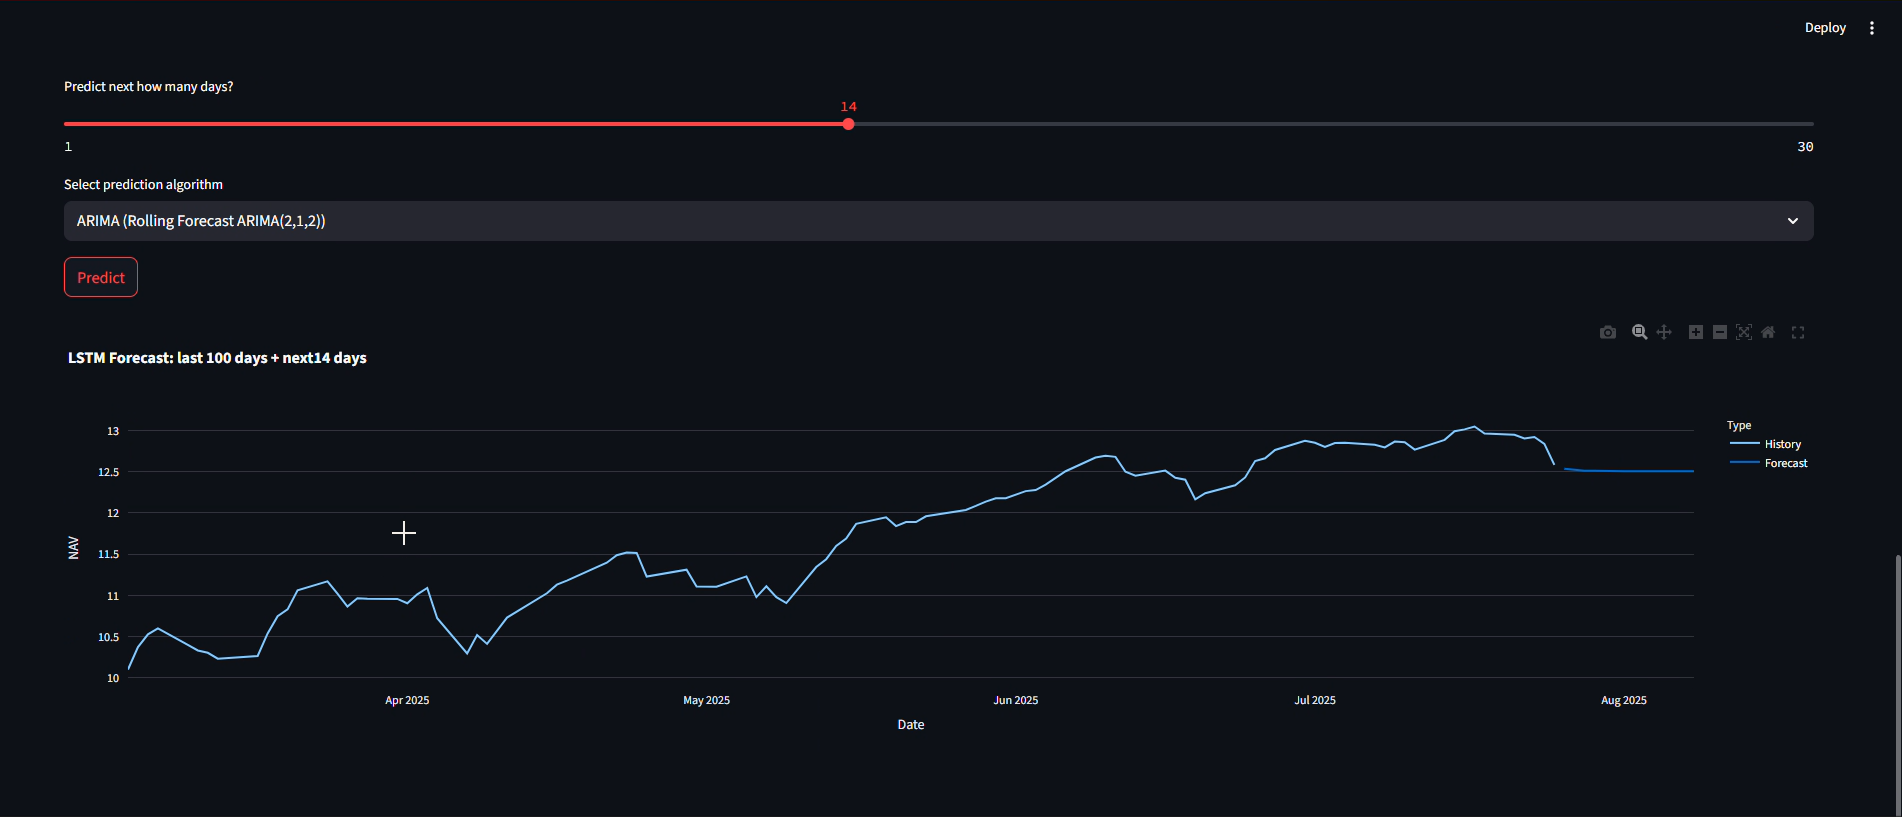 Deploy
Predict next how many days?
14
1
30
Select prediction algorithm
ARIMA (Rolling Forecast ARIMA(2,1,2))
Predict
LSTM Forecast: last 100 days + next14 days
Type
History
Forecast
13
12.5
12
11.5
11
10.5
10
NAV
Apr 2025
May 2025
Jun 2025
Jul 2025
Aug 2025
Date